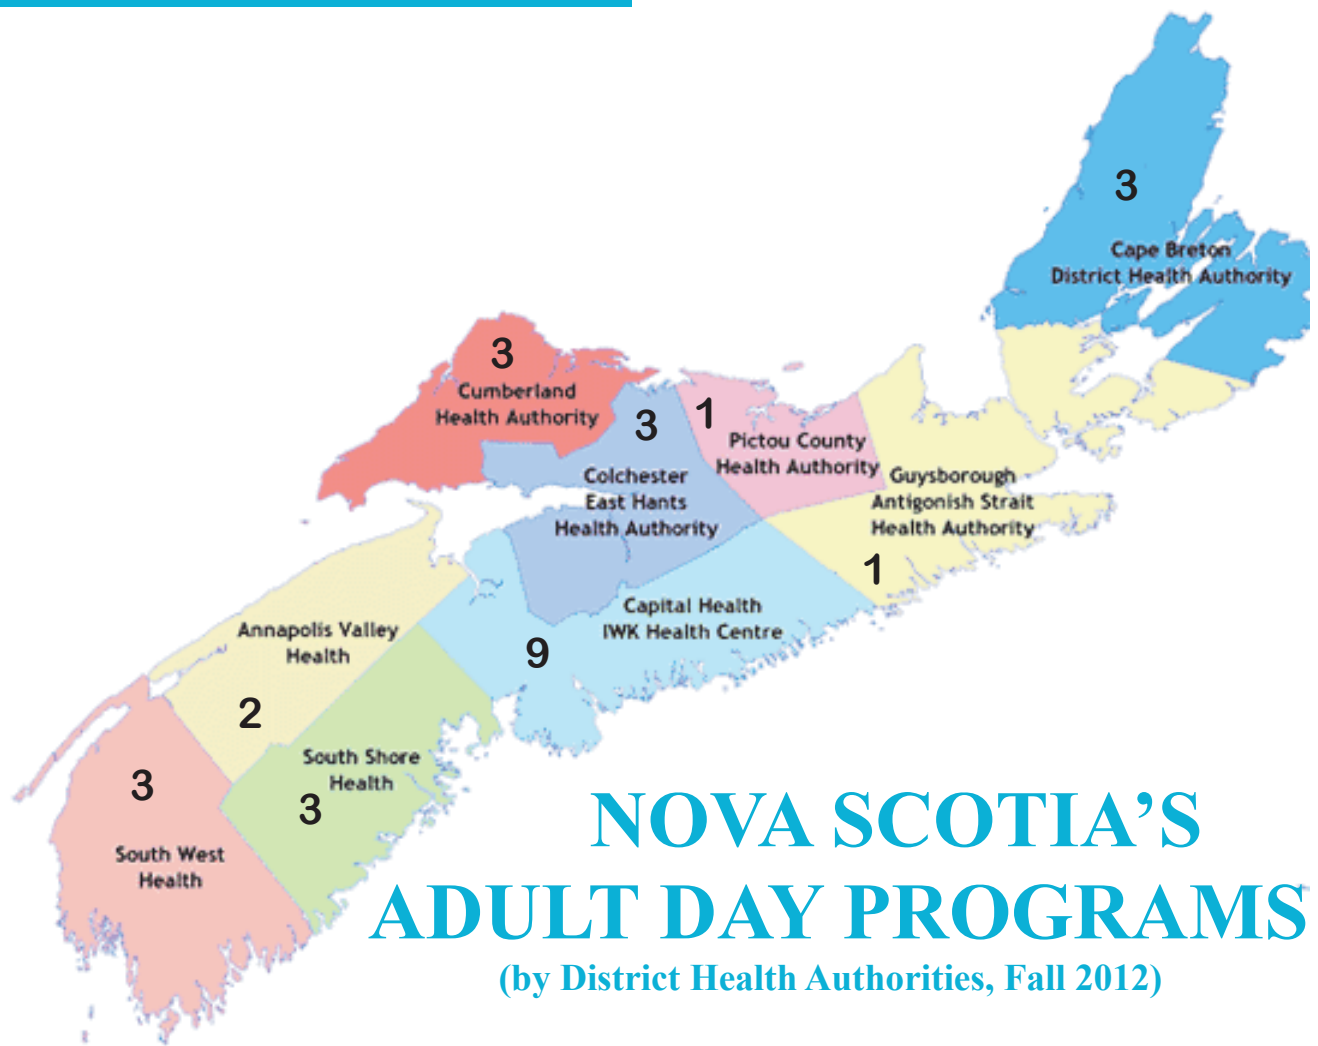 3
Cape Breton
District Health Authority
3
Cumberland
Health Authority
3
Colchester
East Hants
Health Authority
1
Pictou County
Health Authority
Guysborough
Antigonish Strait
Health Authority
1
Capital Health
IWK Health Centre
9
Annapolis Valley
Health
2
South Shore
Health
3
3
South West
Health
NOVA SCOTIA’S
ADULT DAY PROGRAMS
(by District Health Authorities, Fall 2012)